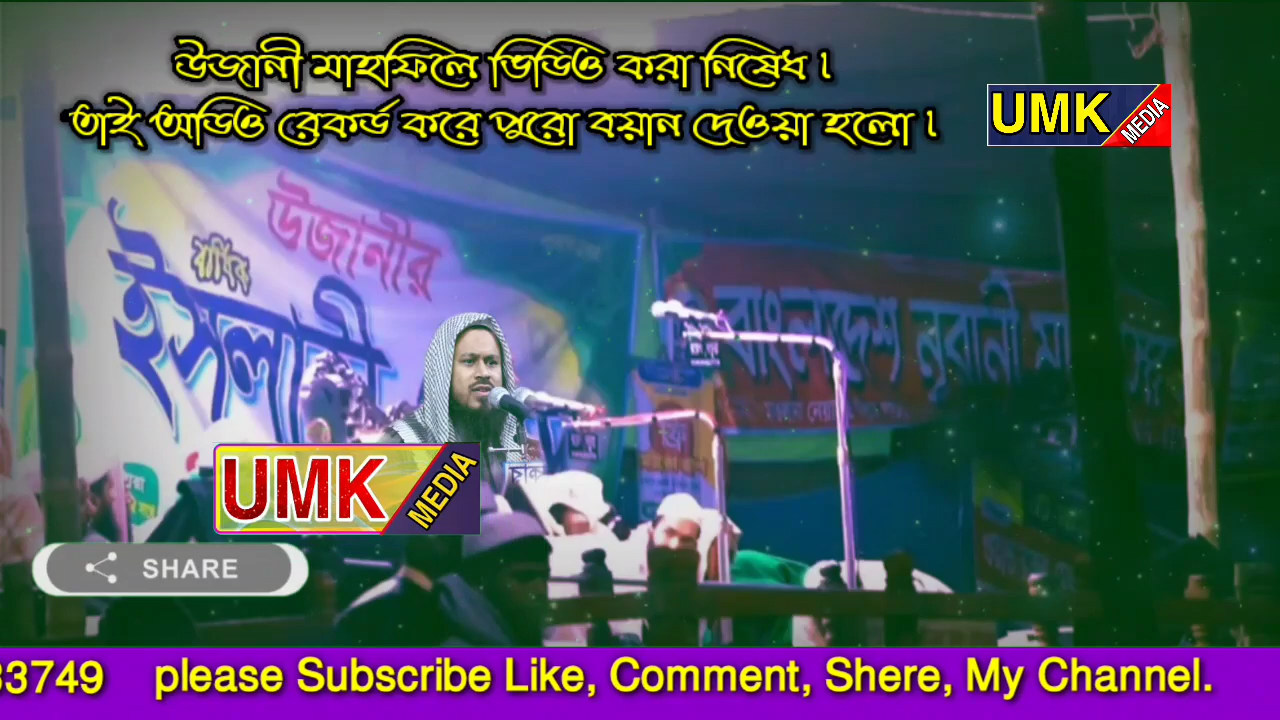 উজানী মাহফিলে ভিডিও করা নিষেধ।
তাই অডিও রেকর্ড করে পুরো বয়ান দেওয়া হলো।
UMK MEDIA
উজানীর
বার্ষিক
ইসলামী
বাংলাদেশ নূরানী
UMK MEDIA
SHARE
33749 please Subscribe Like, Comment, Shere, My Channel.